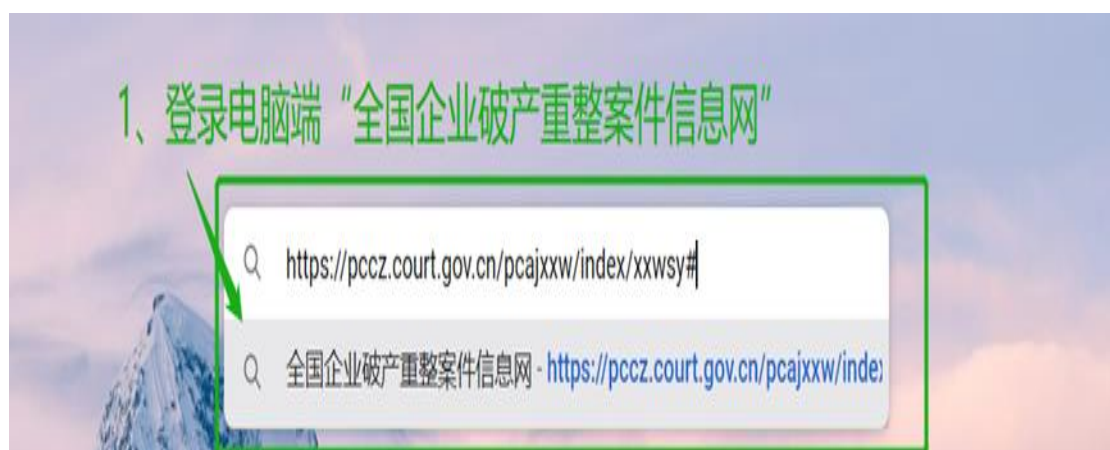 1、登录电脑端“全国企业破产重整案件信息网”
https://pccz.court.gov.cn/pcajxxw/index/xxwsy#
全国企业破产重整案件信息网 - https://pccz.court.gov.cn/pcajxxw/inde